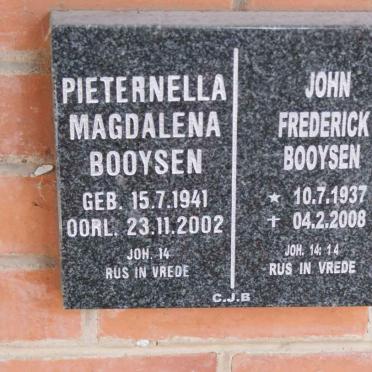 PIETERNELLA
MAGDALENA
BOOYSEN
GEB. 15.7.1941
OORL. 23.11.2002
JOH. 14
RUS IN VREDE
JOHN
FREDERICK
BOOYSEN
★ 10.7.1937
✝ 04.2.2008
JOH. 14: 14
RUS IN VREDE
C.J.B